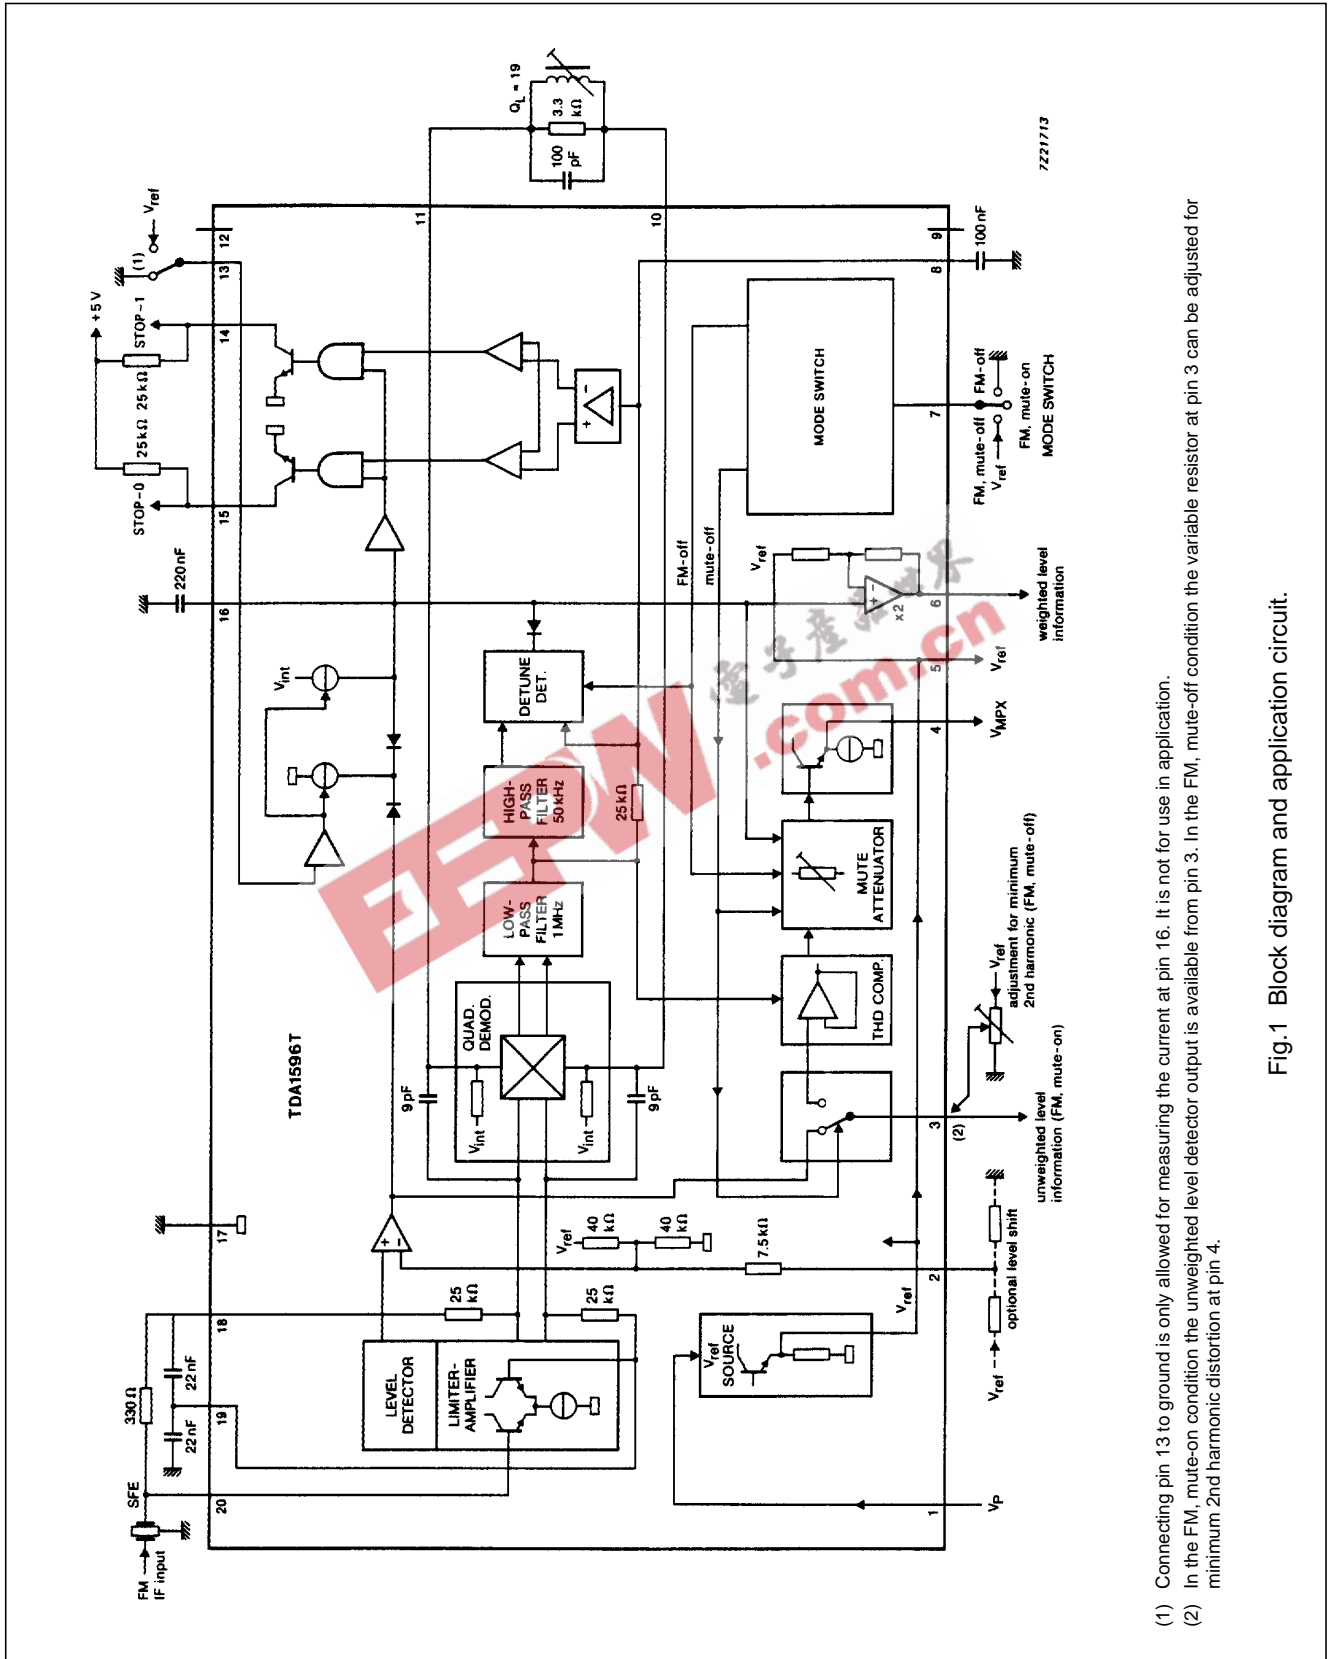 FM
IF input
SFE
330Ω
22 nF
22 nF
20
19
18
17
16
15
14
13
12
11
10
9
8
7
6
5
4
3
2
1
220 nF
STOP-0
STOP-1
25 kΩ
25 kΩ
+5 V
(1)
Vref
QL = 19
100
pF
3.3
kΩ
TDA1596T
Vint
LEVEL
DETECTOR
LIMITER-
AMPLIFIER
25
kΩ
25
kΩ
9 pF
9 pF
QUAD.
DEMOD.
Vint
Vint
LOW-
PASS
FILTER
1 MHz
HIGH-
PASS
FILTER
50 kHz
DETUNE
DET.
25 kΩ
FM-off
mute-off
Vref
40
kΩ
40
kΩ
7.5 kΩ
Vref
SOURCE
Vref
THD COMP.
MUTE
ATTENUATOR
Vref
x2
MODE SWITCH
VP
Vref
optional level shift
(2)
unweighted level
information (FM, mute-on)
Vref
adjustment for minimum
2nd harmonic (FM, mute-off)
VMPX
Vref
weighted level
information
FM, mute-off
Vref
FM-off
FM, mute-on
MODE SWITCH
100 nF
7Z21713
電子產品世界
EEPW
.com.cn
(1) Connecting pin 13 to ground is only allowed for measuring the current at pin 16. It is not for use in application.
(2) In the FM, mute-on condition the unweighted level detector output is available from pin 3. In the FM, mute-off condition the variable resistor at pin 3 can be adjusted for
minimum 2nd harmonic distortion at pin 4.
Fig.1 Block diagram and application circuit.